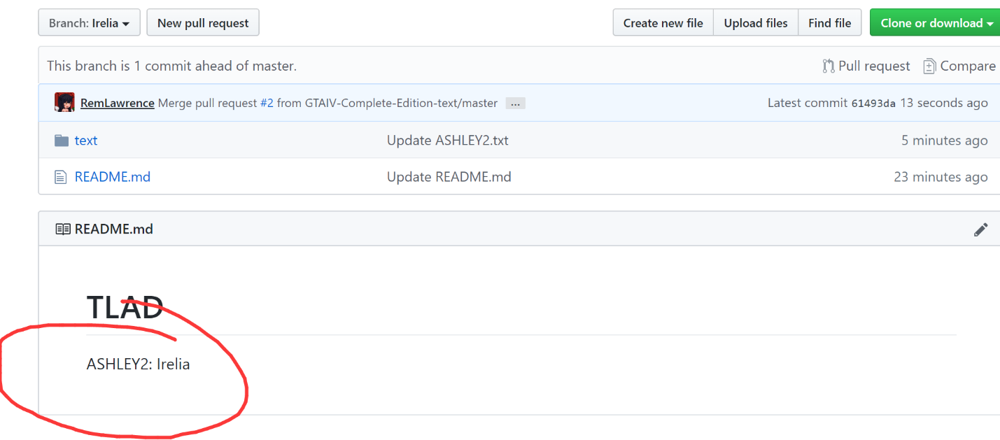 Branch: Irelia New pull request Create new file Upload files Find file Clone or download
This branch is 1 commit ahead of master. Pull request Compare
RemLawrence Merge pull request #2 from GTAIV-Complete-Edition-text/master ... Latest commit 61493da 13 seconds ago
text Update ASHLEY2.txt 5 minutes ago
README.md Update README.md 23 minutes ago
README.md
TLAD
ASHLEY2: Irelia